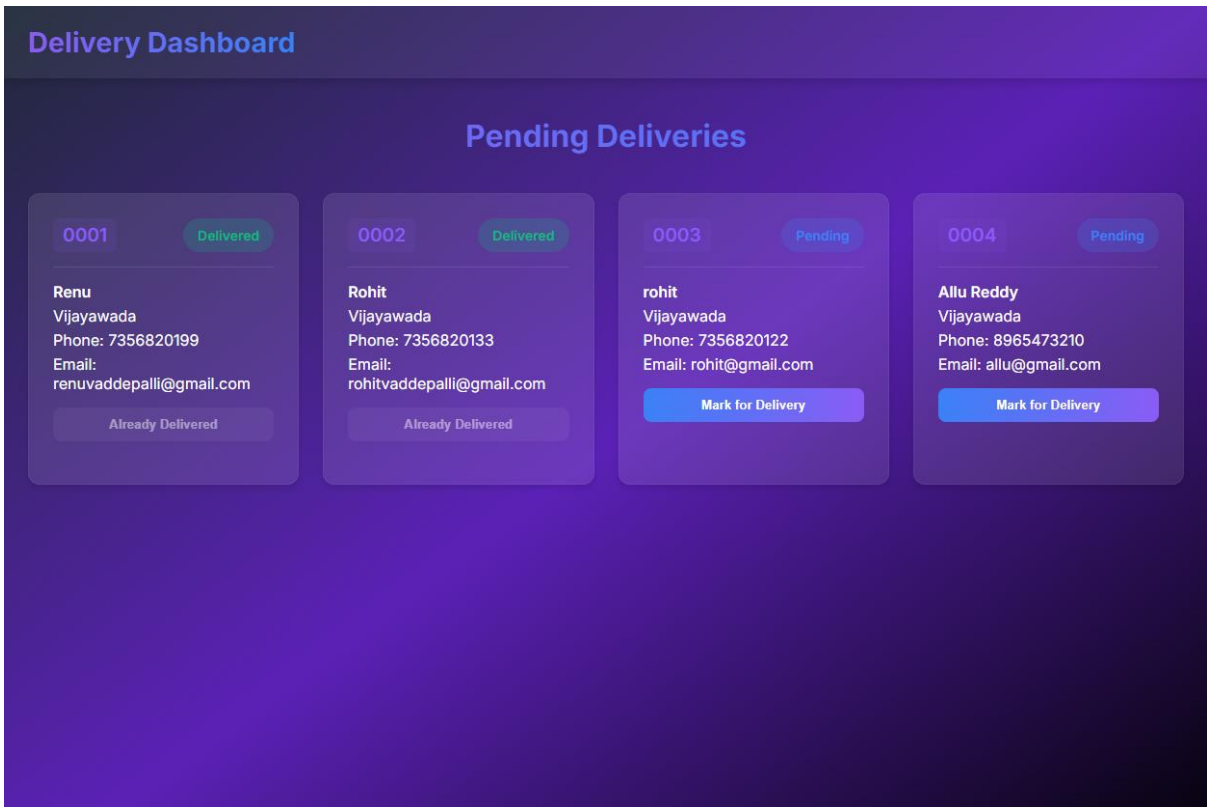 Delivery Dashboard
Pending Deliveries
0001 Delivered
Renu
Vijayawada
Phone: 7356820199
Email:
renuvaddepalli@gmail.com
Already Delivered
0002 Delivered
Rohit
Vijayawada
Phone: 7356820133
Email:
rohitvaddepalli@gmail.com
Already Delivered
0003 Pending
rohit
Vijayawada
Phone: 7356820122
Email: rohit@gmail.com
Mark for Delivery
0004 Pending
Allu Reddy
Vijayawada
Phone: 8965473210
Email: allu@gmail.com
Mark for Delivery